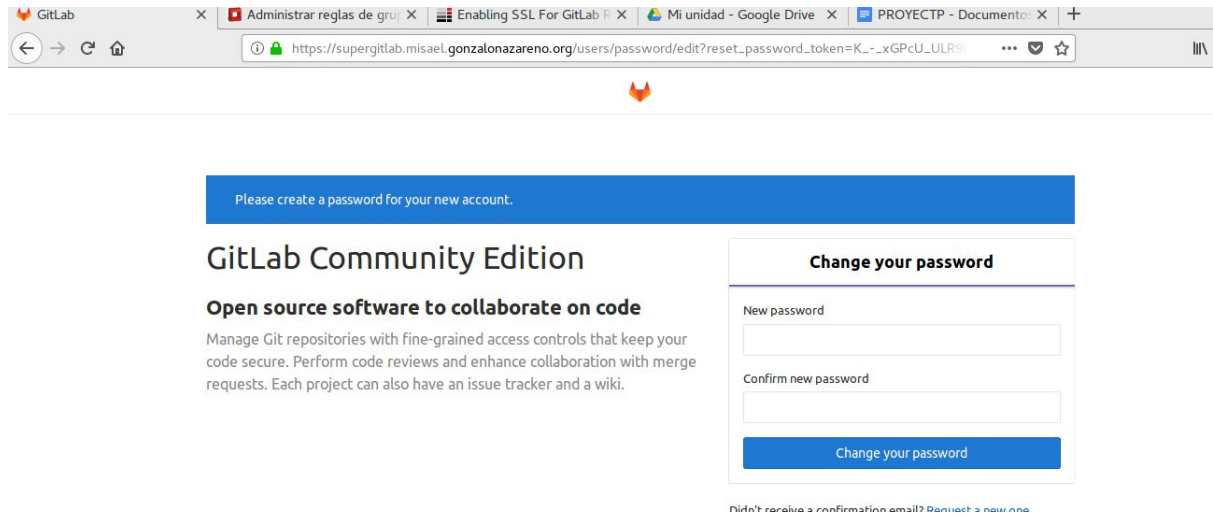 GitLab
Administrar reglas de gru
Enabling SSL For GitLab R
Mi unidad - Google Drive
PROYECTP - Documento
https://supergitlab.misael.gonzalonazareno.org/users/password/edit?reset_password_token=K_-_xGPcU_ULR9
Please create a password for your new account.
GitLab Community Edition
Open source software to collaborate on code
Manage Git repositories with fine-grained access controls that keep your
code secure. Perform code reviews and enhance collaboration with merge
requests. Each project can also have an issue tracker and a wiki.
Change your password
New password
Confirm new password
Change your password
Didn't receive a confirmation email? Request a new one